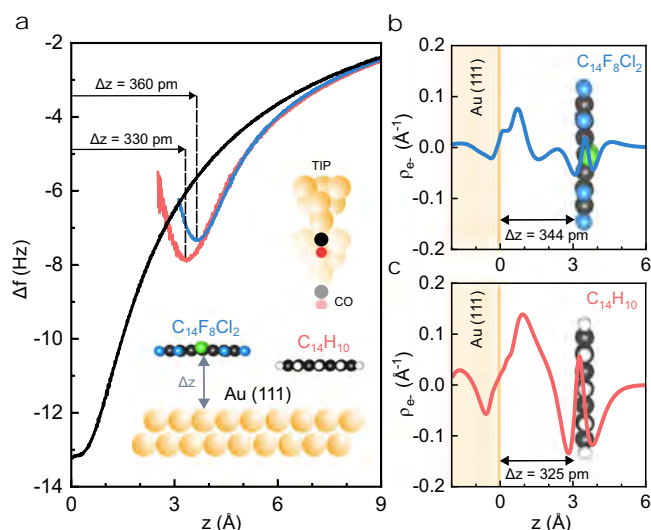 a
Δf (Hz)
-2
-4
-6
-8
-10
-12
-14
Δz = 360 pm
Δz = 330 pm
TIP
CO
C₁₄F₈Cl₂
C₁₄H₁₀
Δz
Au (111)
0
3
6
9
z (Å)
b
ρₑ₋ (Å⁻¹)
0.2
0.1
0.0
-0.1
-0.2
Au (111)
C₁₄F₈Cl₂
Δz = 344 pm
0
3
6
c
ρₑ₋ (Å⁻¹)
0.2
0.1
0.0
-0.1
-0.2
Au (111)
C₁₄H₁₀
Δz = 325 pm
0
3
6
z (Å)